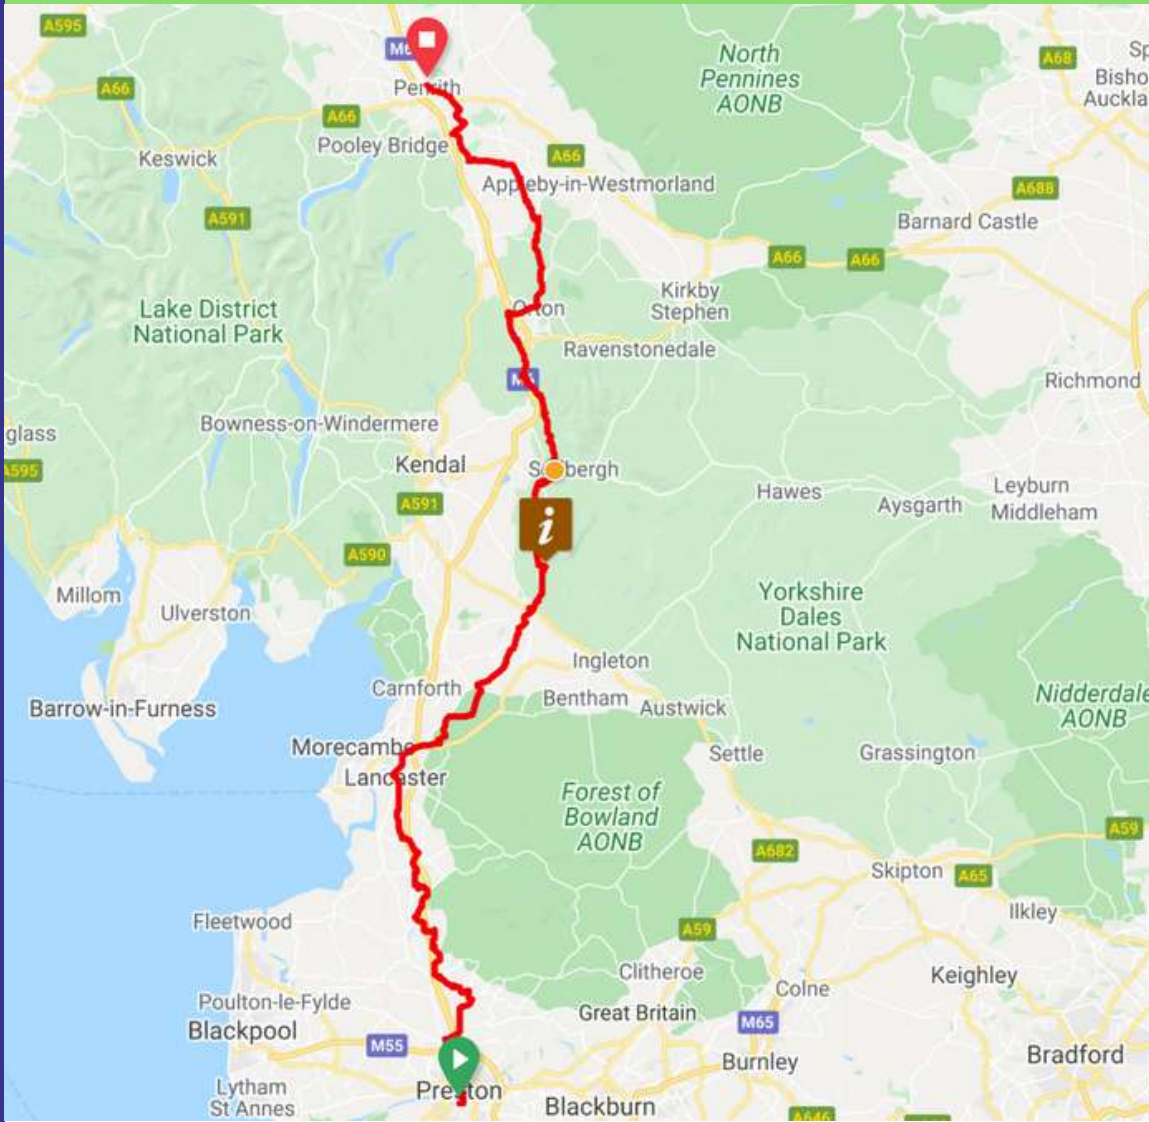 A595
M6
A68
North
Pennines
AONB
A66
Penrith
A66
Pooley Bridge
Keswick
A66
Appleby-in-Westmorland
A688
A591
Barnard Castle
A66
A66
Kirkby
Stephen
Lake District
National Park
Orton
Ravenstonedale
M6
Richmond
Bowness-on-Windermere
glass
Kendal
A595
Sedbergh
Hawes
Leyburn
Aysgarth
Middleham
A591
i
A590
Millom
Ulverston
Yorkshire
Dales
National Park
Ingleton
Carnforth
Bentham
Austwick
Nidderdale
AONB
Barrow-in-Furness
Morecambe
Settle
Grassington
Lancaster
Forest of
Bowland
AONB
A59
A682
Skipton
A65
Ilkley
Fleetwood
A59
Clitheroe
Keighley
Colne
Poulton-le-Fylde
Great Britain
Blackpool
M65
M55
Burnley
Bradford
Lytham
St Annes
Preston
Blackburn
A646